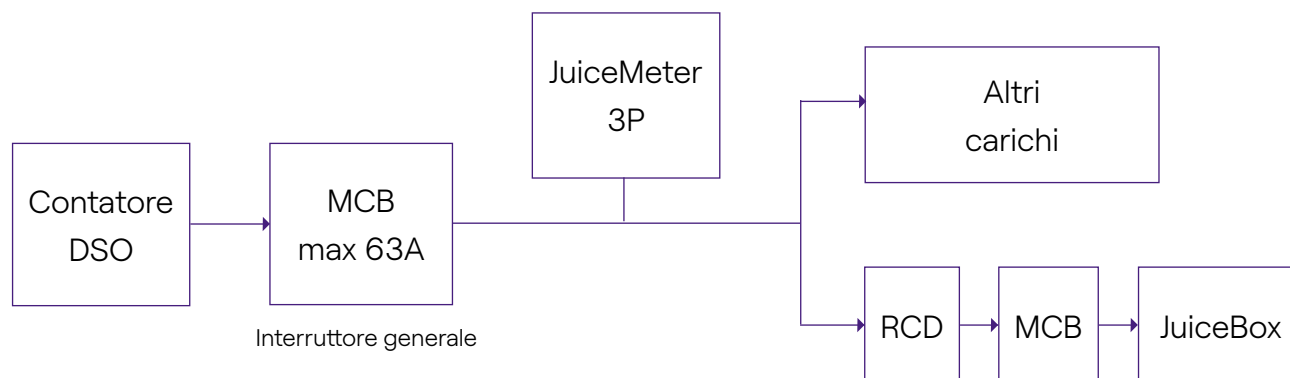 Contatore
DSO
MCB
max 63A
Interruttore generale
JuiceMeter
3P
Altri
carichi
RCD
MCB
JuiceBox